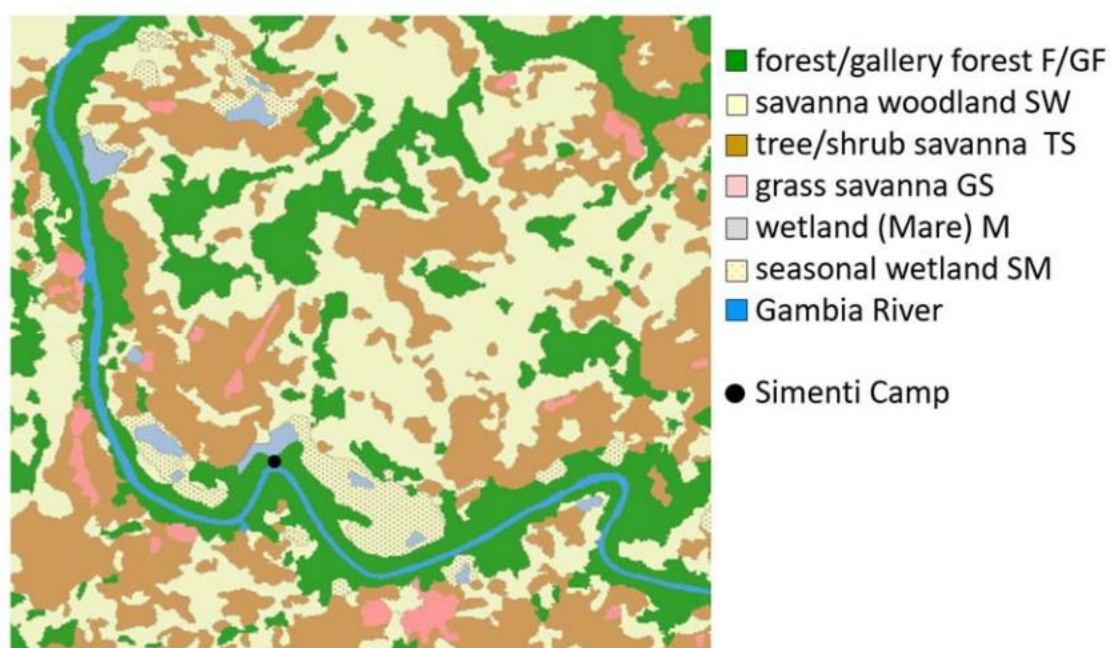 forest/gallery forest F/GF
savanna woodland SW
tree/shrub savanna TS
grass savanna GS
wetland (Mare) M
seasonal wetland SM
Gambia River
Simenti Camp